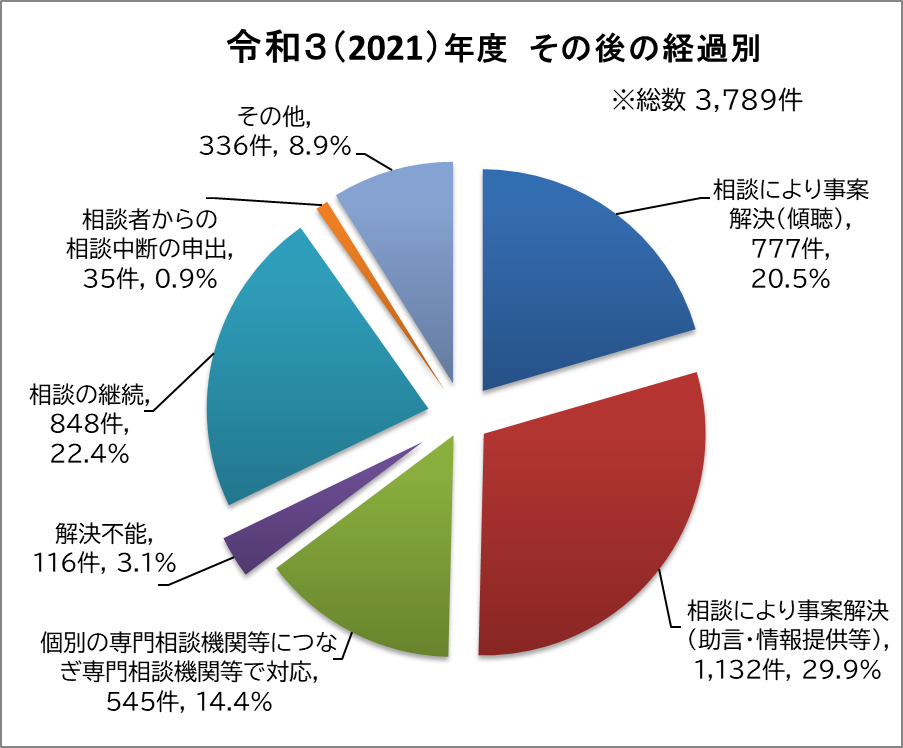 令和３（2021）年度　その後の経過別
※総数 3,789件
相談により事案
解決（傾聴）,
777件,
20.5%
相談により事案解決
（助言・情報提供等）,
1,132件, 29.9%
個別の専門相談機関等につな
ぎ専門相談機関等で対応,
545件, 14.4%
解決不能,
116件, 3.1%
相談の継続,
848件,
22.4%
相談者からの
相談中断の申出,
35件, 0.9%
その他,
336件, 8.9%